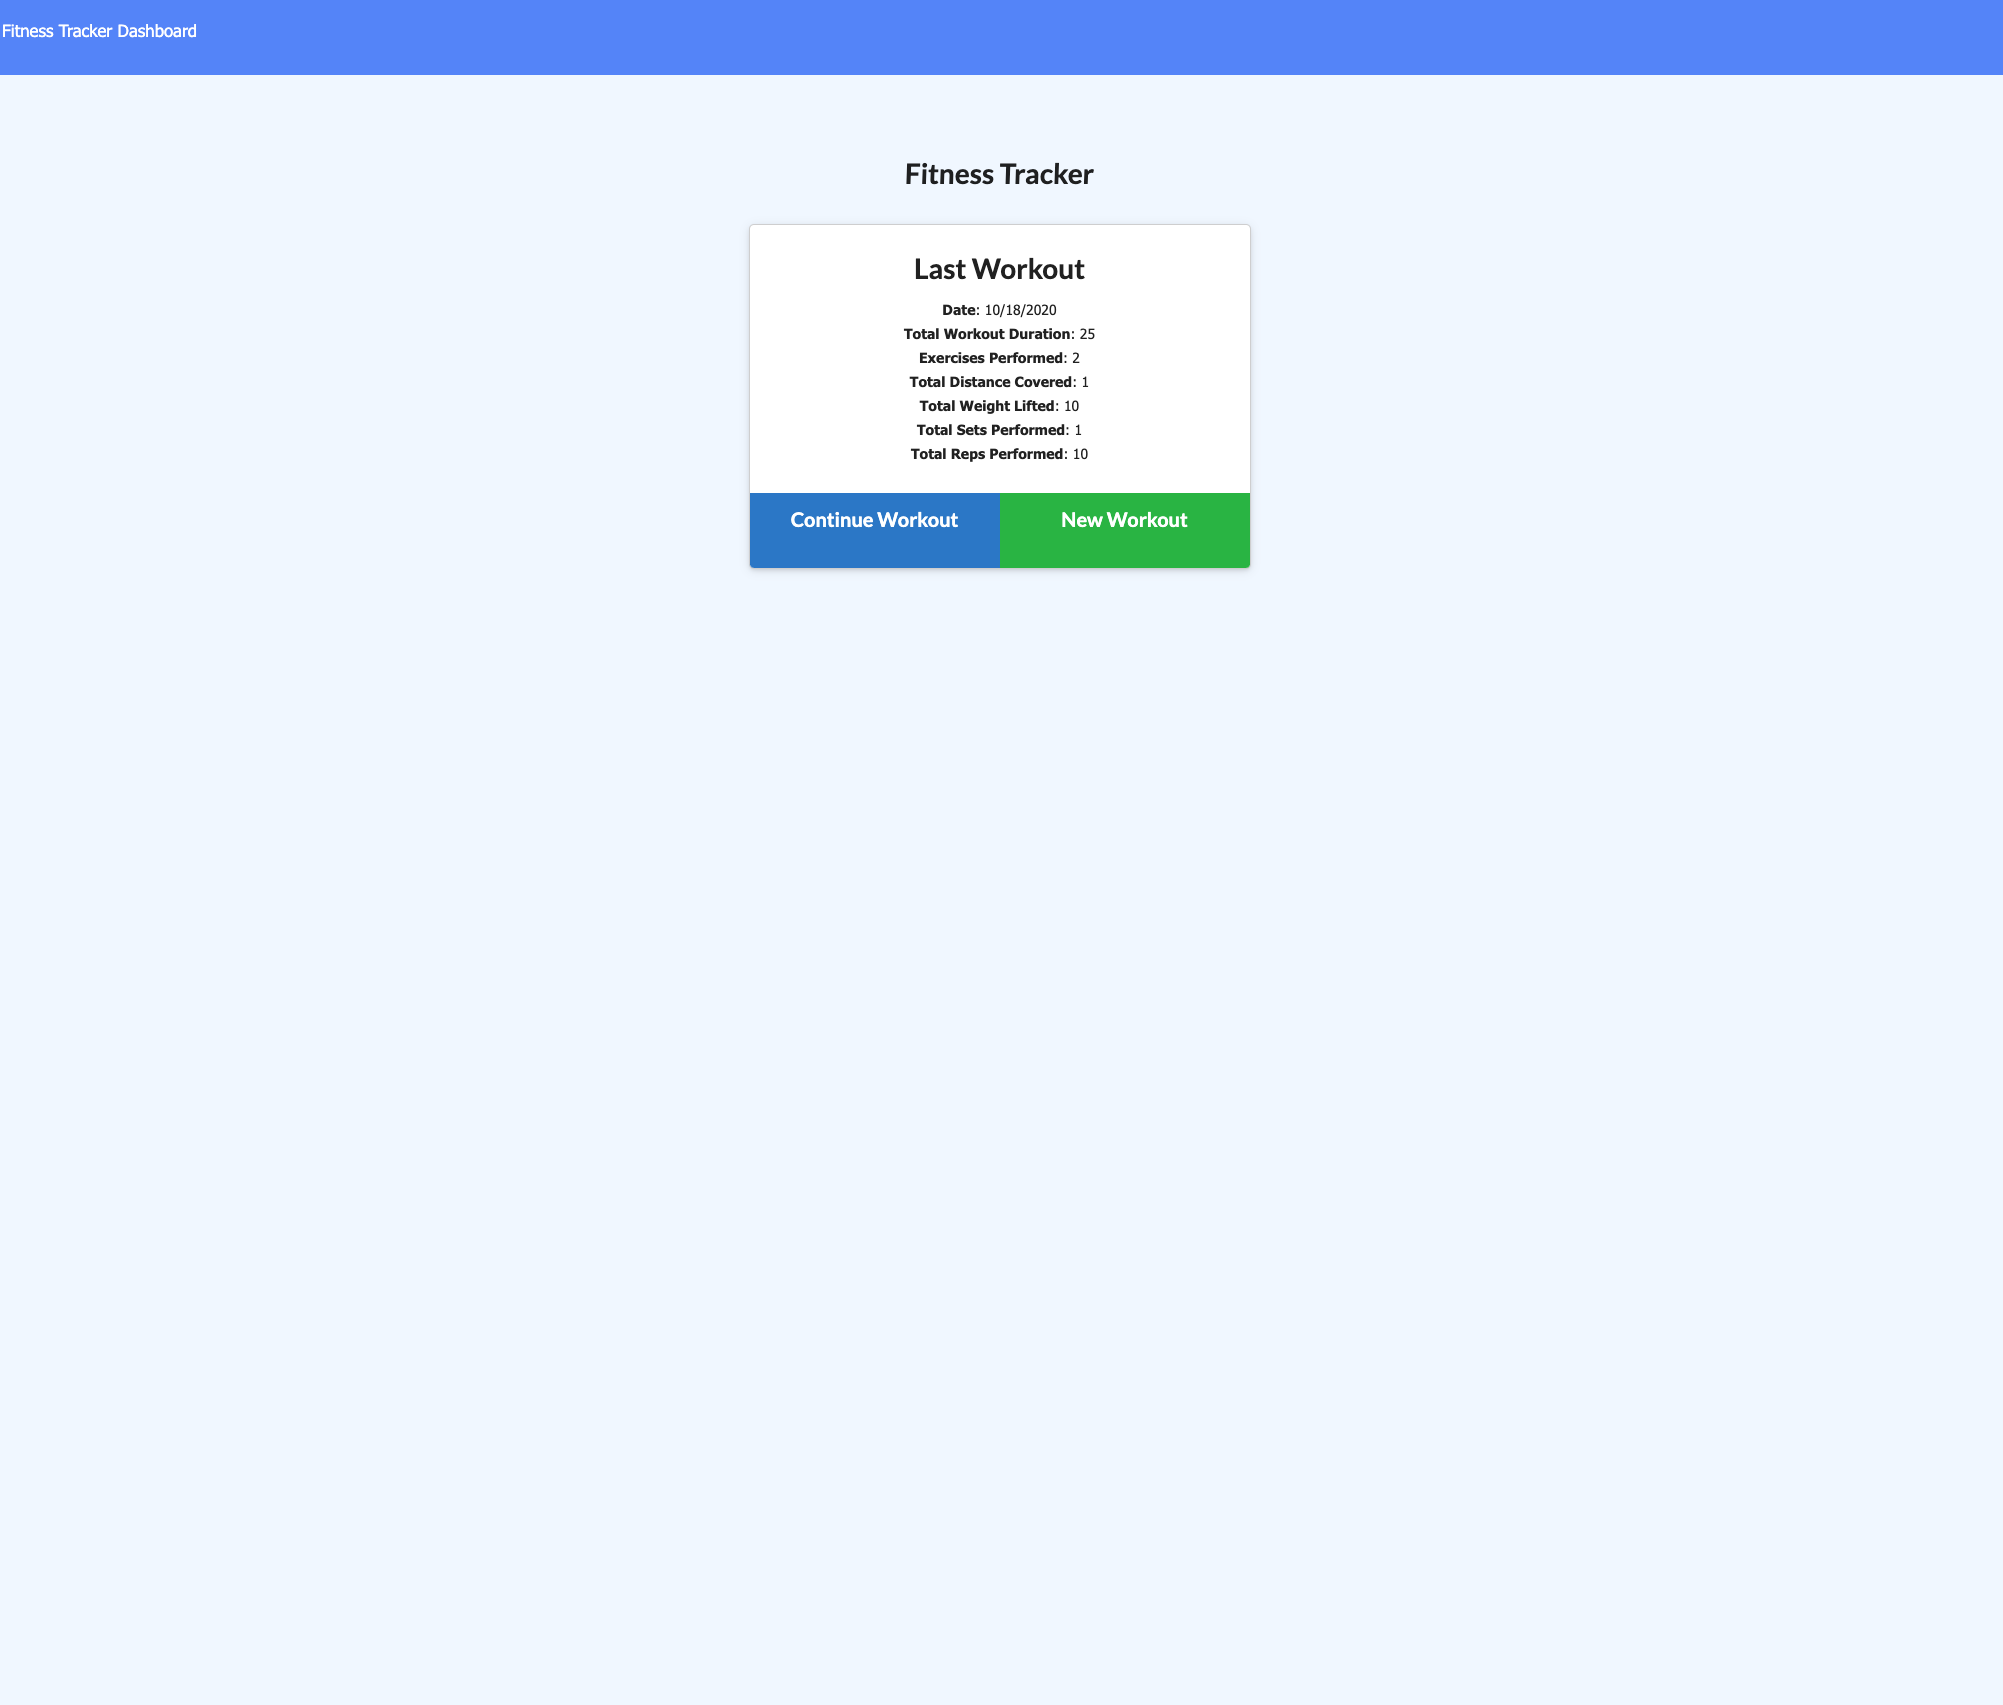 Fitness Tracker Dashboard
Fitness Tracker
Last Workout
Date: 10/18/2020
Total Workout Duration: 25
Exercises Performed: 2
Total Distance Covered: 1
Total Weight Lifted: 10
Total Sets Performed: 1
Total Reps Performed: 10
Continue Workout New Workout